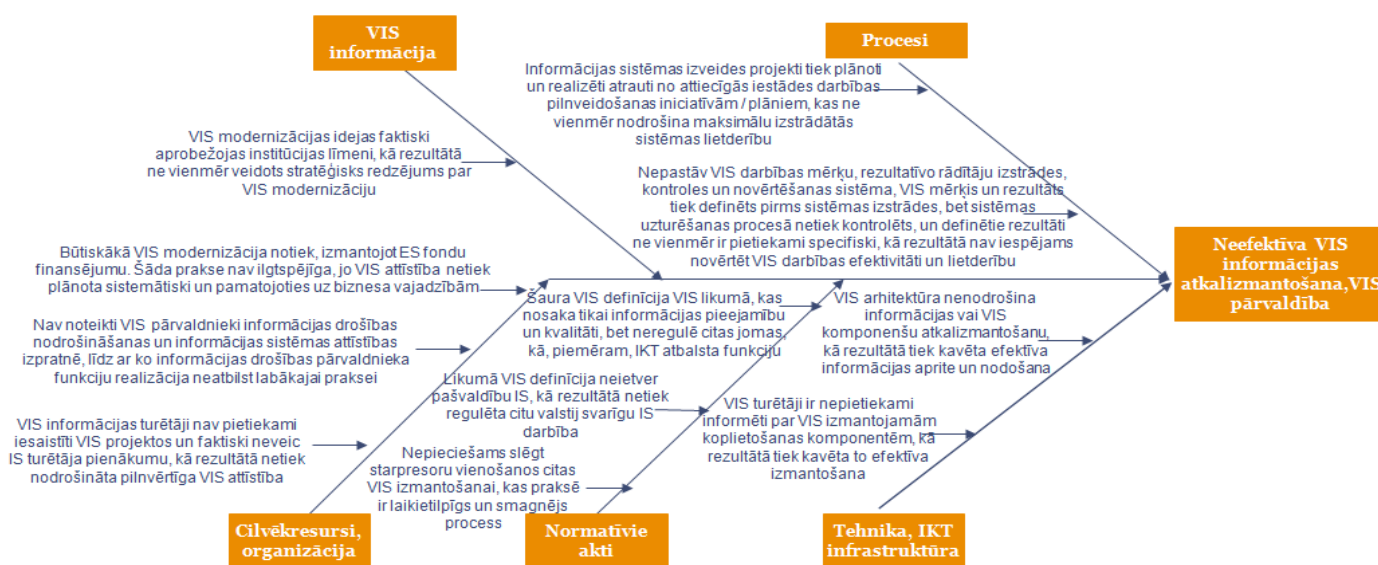 VIS
informācija
Procesi
Informācijas sistēmas izveides projekti tiek plānoti
un realizēti atrauti no attiecīgās iestādes darbības
pilnveidošanas iniciatīvām / plāniem, kas ne
vienmēr nodrošina maksimālu izstrādātās
sistēmas lietderību
VIS modernizācijas idejas faktiski
aprobežojas institūcijas līmeni, kā rezultātā
ne vienmēr veidots stratēģisks redzējums par
VIS modernizāciju
Nepastāv VIS darbības mērķu, rezultatīvo rādītāju izstrādes,
kontroles un novērtēšanas sistēma, VIS mērķis un rezultāts
tiek definēts pirms sistēmas izstrādes, bet sistēmas
uzturēšanas procesā netiek kontrolēts, un definētie rezultāti
ne vienmēr ir pietiekami specifiski, kā rezultātā nav iespējams
novērtēt VIS darbības efektivitāti un lietderību
Būtiskākā VIS modernizācija notiek, izmantojot ES fondu
finansējumu. Šāda prakse nav ilgtspējīga, jo VIS attīstība netiek
plānota sistemātiski un pamatojoties uz biznesa vajadzībām
Neefektīva VIS
informācijas
atkalizmantošana,VIS
pārvaldība
Nav noteikti VIS pārvaldnieki informācijas drošības
nodrošināšanas un informācijas sistēmas attīstības
izpratnē, līdz ar ko informācijas drošības pārvaldnieka
funkciju realizācija neatbilst labākajai praksei
Šaura VIS definīcija VIS likumā, kas
nosaka tikai informācijas pieejamību
un kvalitāti, bet neregulē citas jomas,
kā, piemēram, IKT atbalsta funkciju
VIS arhitektūra nenodrošina
informācijas vai VIS
komponenšu atkalizmantošanu,
kā rezultātā tiek kavēta efektīva
informācijas aprite un nodošana
Likumā VIS definīcija neietver
pašvaldību IS, kā rezultātā netiek
regulēta citu valstij svarīgu IS
darbība
VIS turētāji ir nepietiekami
informēti par VIS izmantojamām
koplietošanas komponentēm, kā
rezultātā tiek kavēta to efektīva
izmantošana
VIS informācijas turētāji nav pietiekami
iesaistīti VIS projektos un faktiski neveic
IS turētāja pienākumu, kā rezultātā netiek
nodrošināta pilnvērtīga VIS attīstība
Nepieciešams slēgt
starpresoru vienošanos citas
VIS izmantošanai, kas praksē
ir laikietilpīgs un smagnējs
process
Cilvēkresursi,
organizācija
Normatīvie
akti
Tehnika, IKT
infrastruktūra